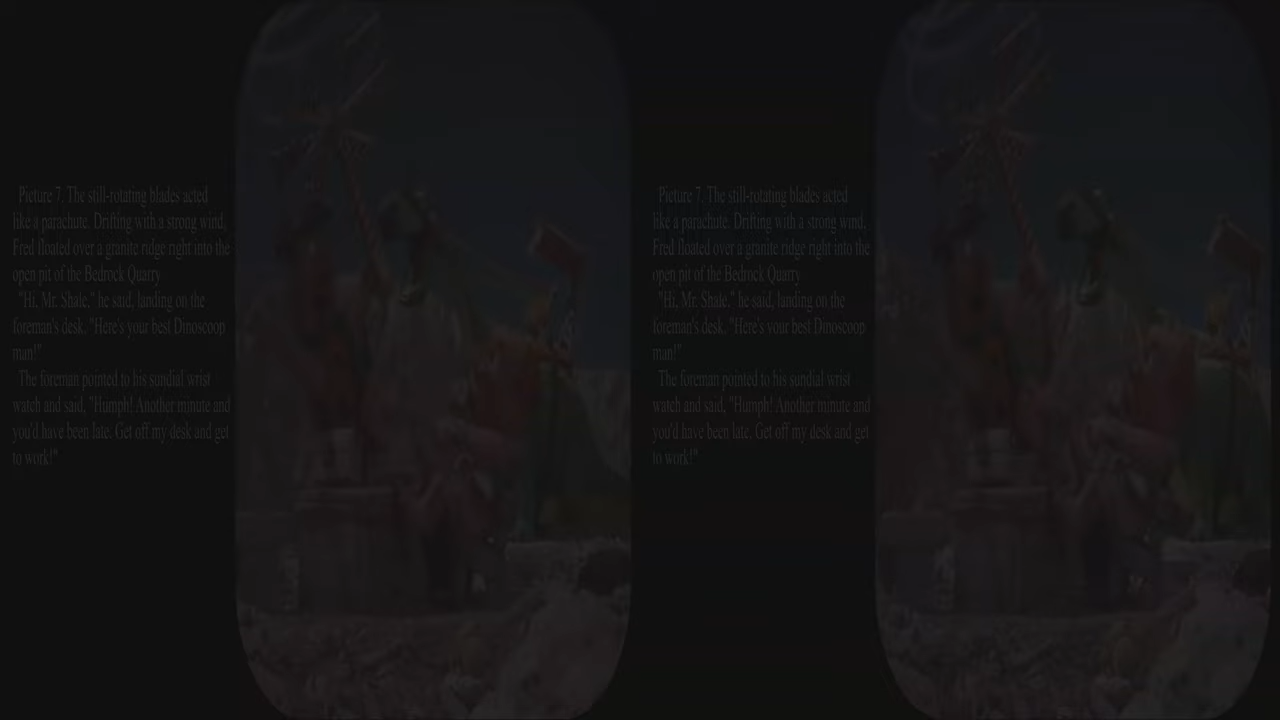 Picture 7. The still-rotating blades acted
like a parachute. Drifting with a strong wind,
Fred floated over a granite ridge right into the
open pit of the Bedrock Quarry
"Hi, Mr. Shale," he said, landing on the
foreman's desk. "Here's your best Dinoscoop
man!"
The foreman pointed to his sundial wrist
watch and said, "Humph! Another minute and
you'd have been late. Get off my desk and get
to work!"
Picture 7. The still-rotating blades acted
like a parachute. Drifting with a strong wind,
Fred floated over a granite ridge right into the
open pit of the Bedrock Quarry
"Hi, Mr. Shale," he said, landing on the
foreman's desk. "Here's your best Dinoscoop
man!"
The foreman pointed to his sundial wrist
watch and said, "Humph! Another minute and
you'd have been late. Get off my desk and get
to work!"